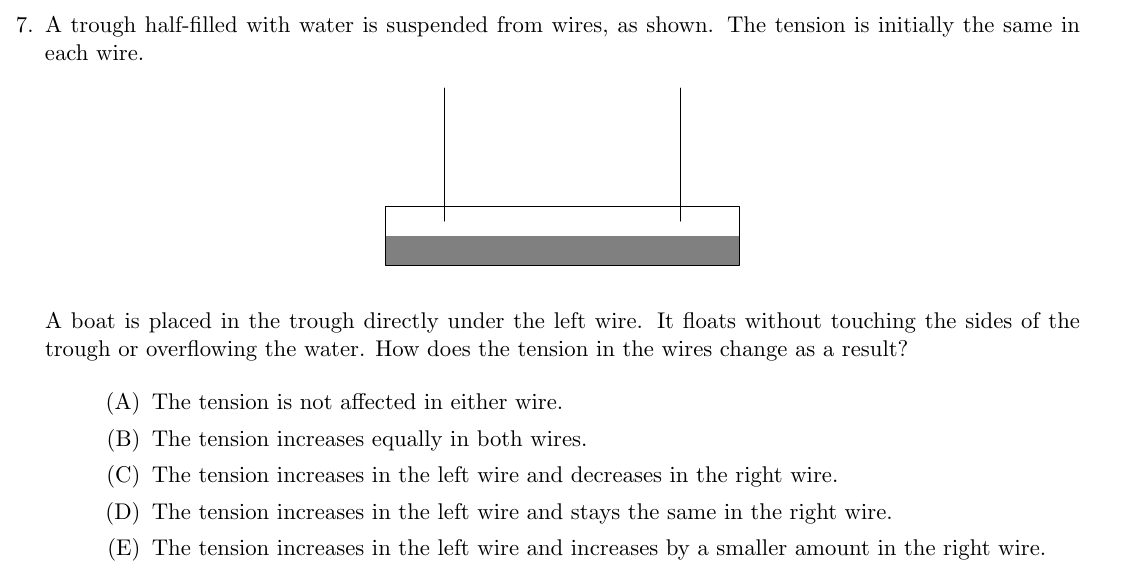 7. A trough half-filled with water is suspended from wires, as shown. The tension is initially the same in
each wire.
A boat is placed in the trough directly under the left wire. It floats without touching the sides of the
trough or overflowing the water. How does the tension in the wires change as a result?
(A) The tension is not affected in either wire.
(B) The tension increases equally in both wires.
(C) The tension increases in the left wire and decreases in the right wire.
(D) The tension increases in the left wire and stays the same in the right wire.
(E) The tension increases in the left wire and increases by a smaller amount in the right wire.